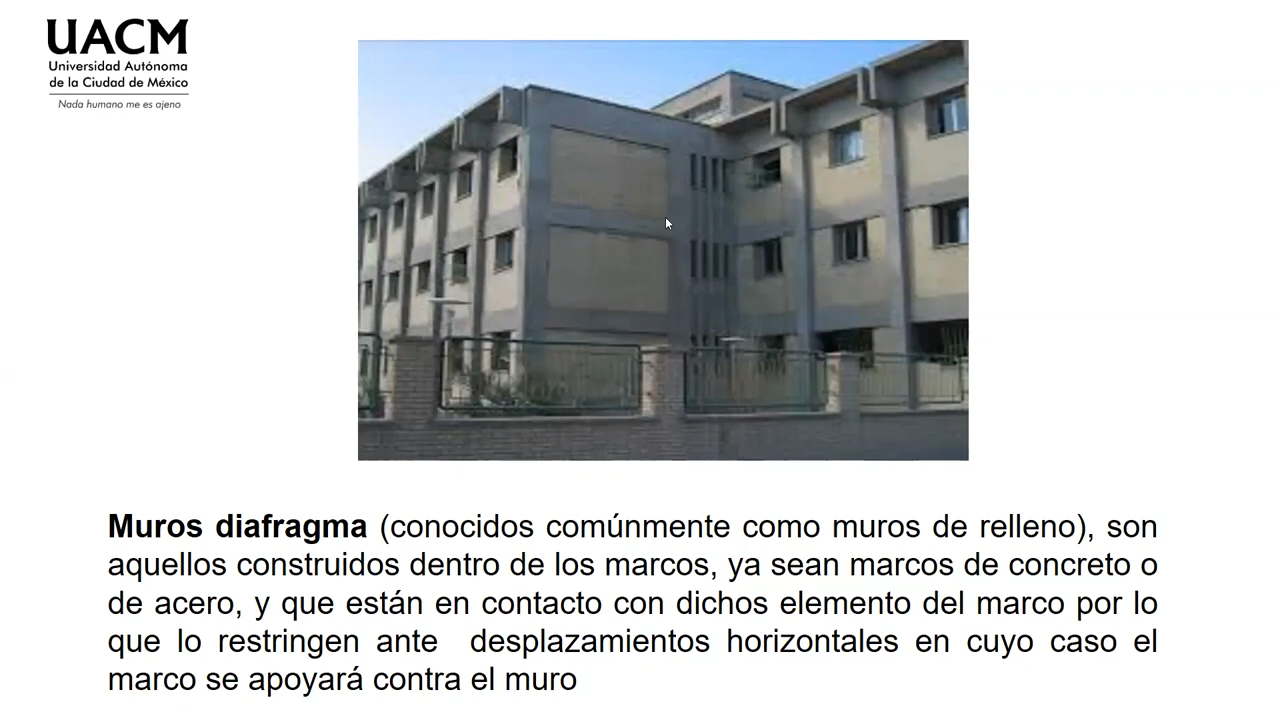 UACM
Universidad Autónoma
de la Ciudad de México
Nada humano me es ajeno
Muros diafragma (conocidos comúnmente como muros de relleno), son
aquellos construidos dentro de los marcos, ya sean marcos de concreto o
de acero, y que están en contacto con dichos elemento del marco por lo
que lo restringen ante desplazamientos horizontales en cuyo caso el
marco se apoyará contra el muro